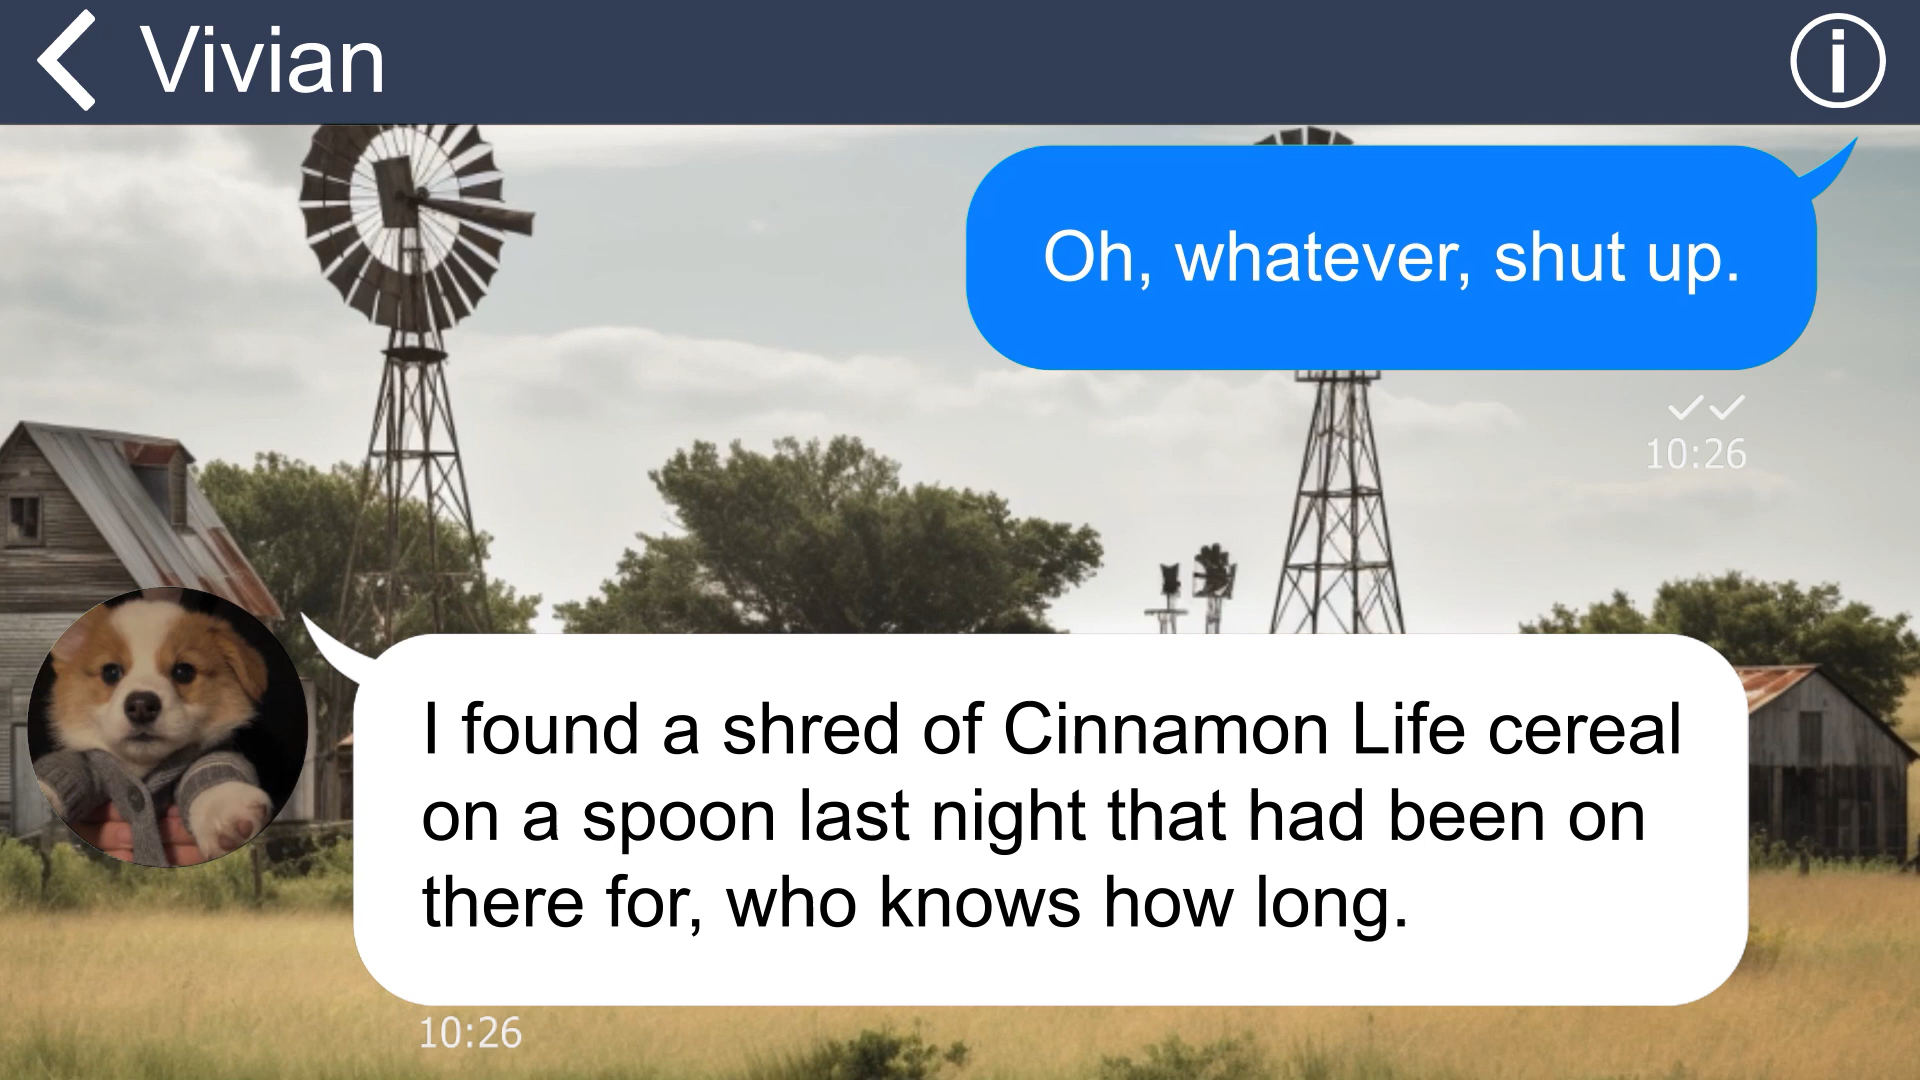 Vivian
Oh, whatever, shut up.
10:26
I found a shred of Cinnamon Life cereal
on a spoon last night that had been on
there for, who knows how long.
10:26